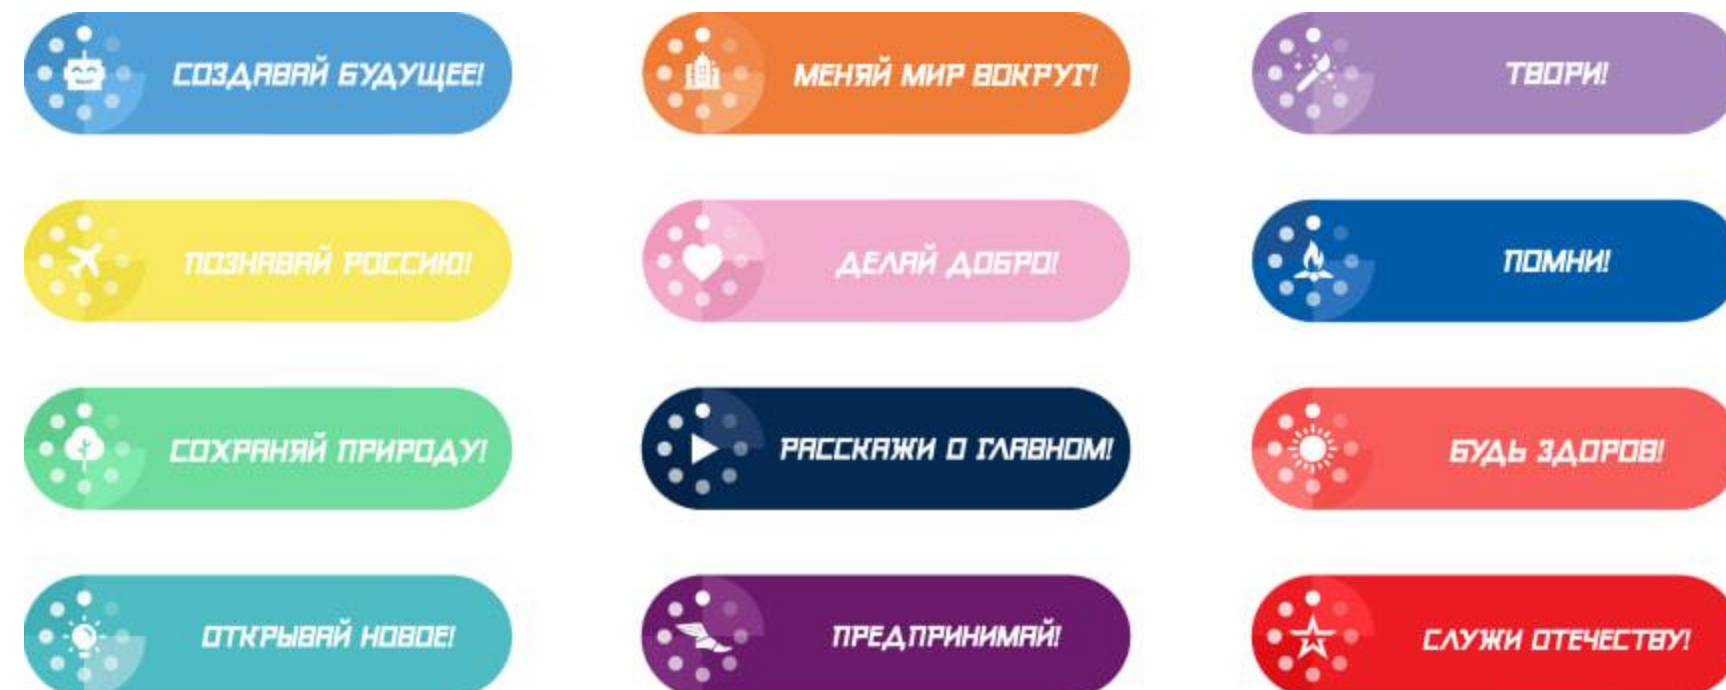 СОЗДАВАЙ БУДУЩЕЕ!
МЕНЯЙ МИР ВОКРУГ!
ТВОРИ!
ПОЗНАВАЙ РОССИЮ!
ДЕЛАЙ ДОБРО!
ПОМНИ!
СОХРАНЯЙ ПРИРОДУ!
РАССКАЖИ О ГЛАВНОМ!
БУДЬ ЗДОРОВ!
ОТКРЫВАЙ НОВОЕ!
ПРЕДПРИНИМАЙ!
СЛУЖИ ОТЕЧЕСТВУ!